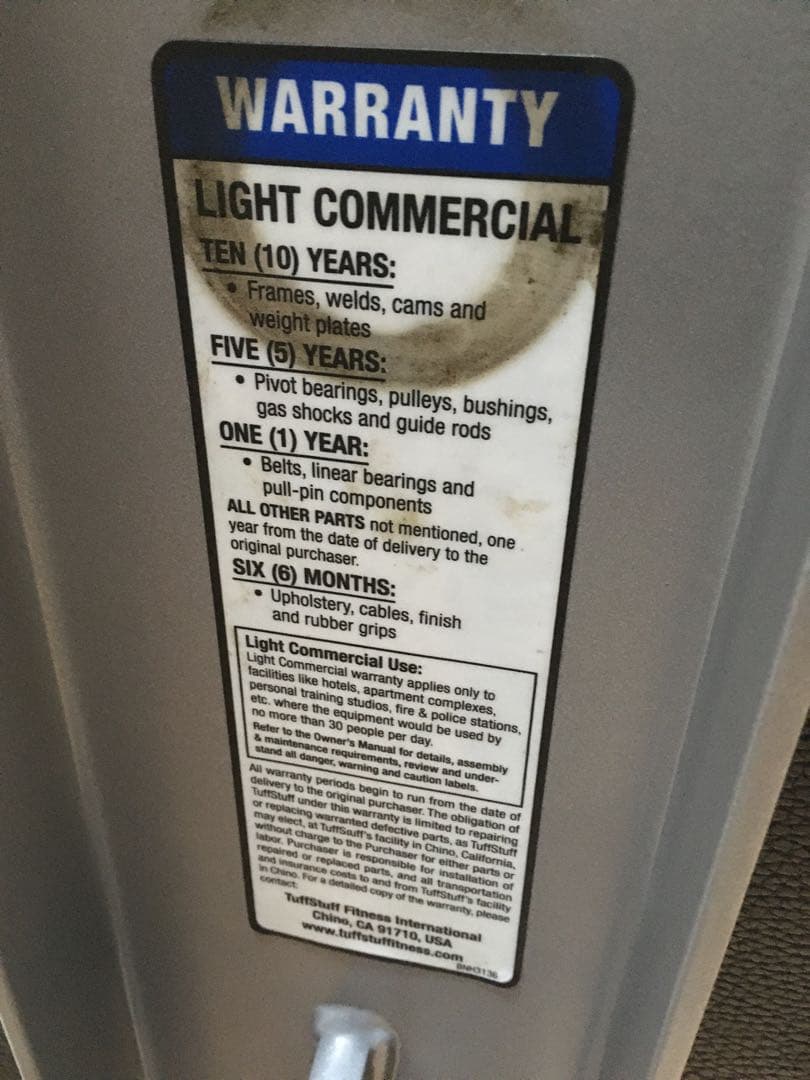 WARRANTY
LIGHT COMMERCIAL
TEN (10) YEARS:
• Frames, welds, cams and
weight plates
FIVE (5) YEARS:
• Pivot bearings, pulleys, bushings,
gas shocks and guide rods
ONE (1) YEAR:
• Belts, linear bearings and
pull-pin components
ALL OTHER PARTS not mentioned, one
year from the date of delivery to the
original purchaser.
SIX (6) MONTHS:
• Upholstery, cables, finish
and rubber grips
Light Commercial Use:
Light Commercial warranty applies only to
facilities like hotels, apartment complexes,
personal training studios, fire & police stations,
etc. where the equipment would be used by
no more than 30 people per day.
Refer to the Owner's Manual for details, assembly
& maintenance requirements, review and under-
stand all danger, warning and caution labels.
All warranty periods begin to run from the date of
delivery to the original purchaser. The obligation of
TuffStuff under this warranty is limited to repairing
or replacing warranted defective parts, as TuffStuff
may elect, at TuffSauff's facility in Chino, California,
without charge to the Purchaser for either parts or
labor. Purchaser is responsible for installation of
repaired or replaced parts, and all transportation
and insurance costs to and from TuffStuff's facility
in Chino. For a detailed copy of the warranty, please
contact:
TuffStuff Fitness International
Chino, CA 91710, USA
www.tuffstuffitness.com
BNH3136